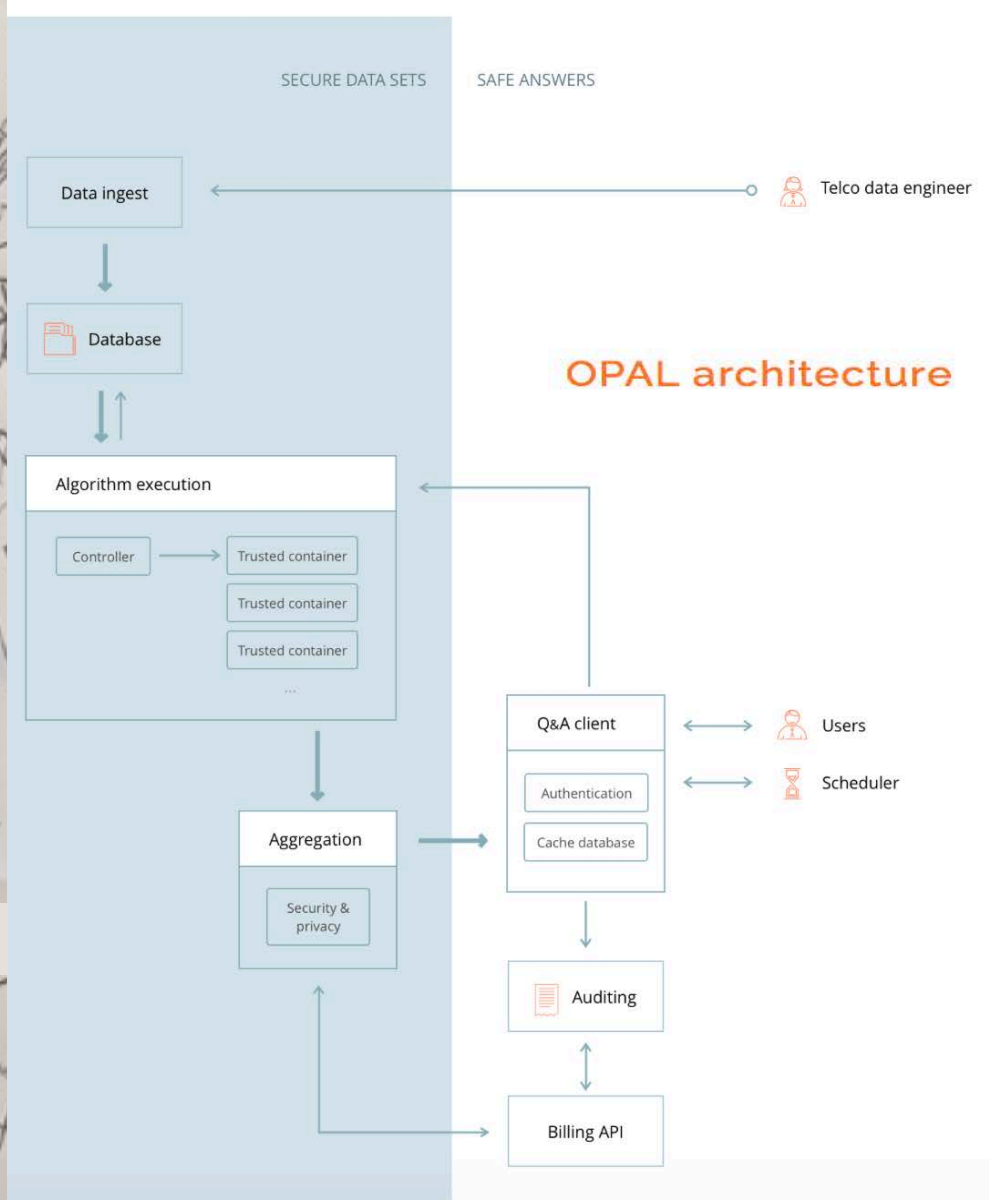 SECURE DATA SETS
SAFE ANSWERS
Data ingest
Telco data engineer
Database
OPAL architecture
Algorithm execution
Controller
Trusted container
Trusted container
Trusted container
...
Q&A client
Users
Authentication
Scheduler
Cache database
Aggregation
Security &
privacy
Auditing
Billing API